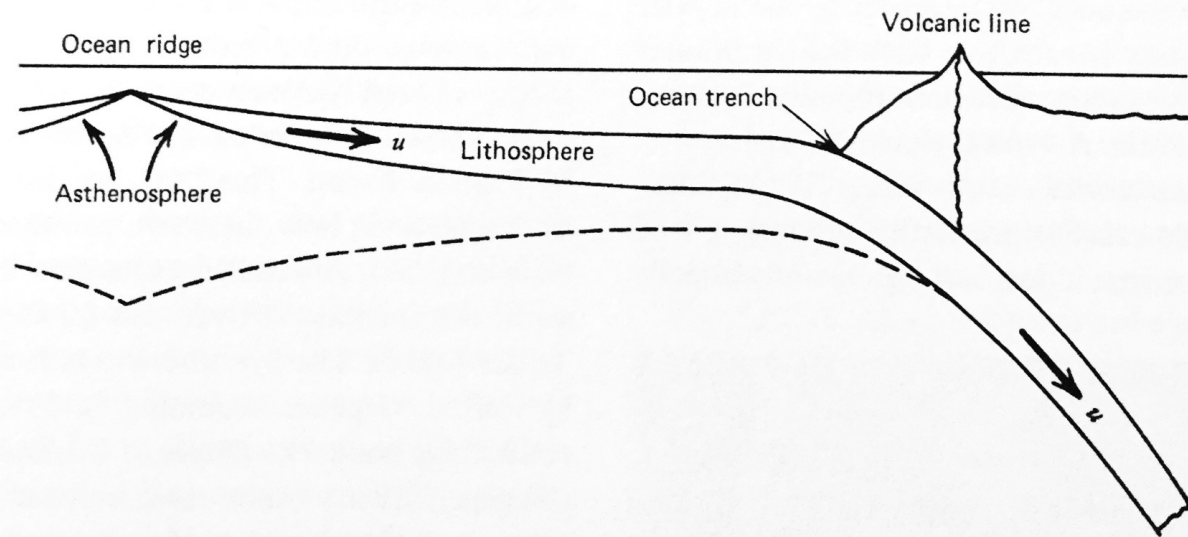 Volcanic line
Ocean ridge
Ocean trench
u
Lithosphere
Asthenosphere
u